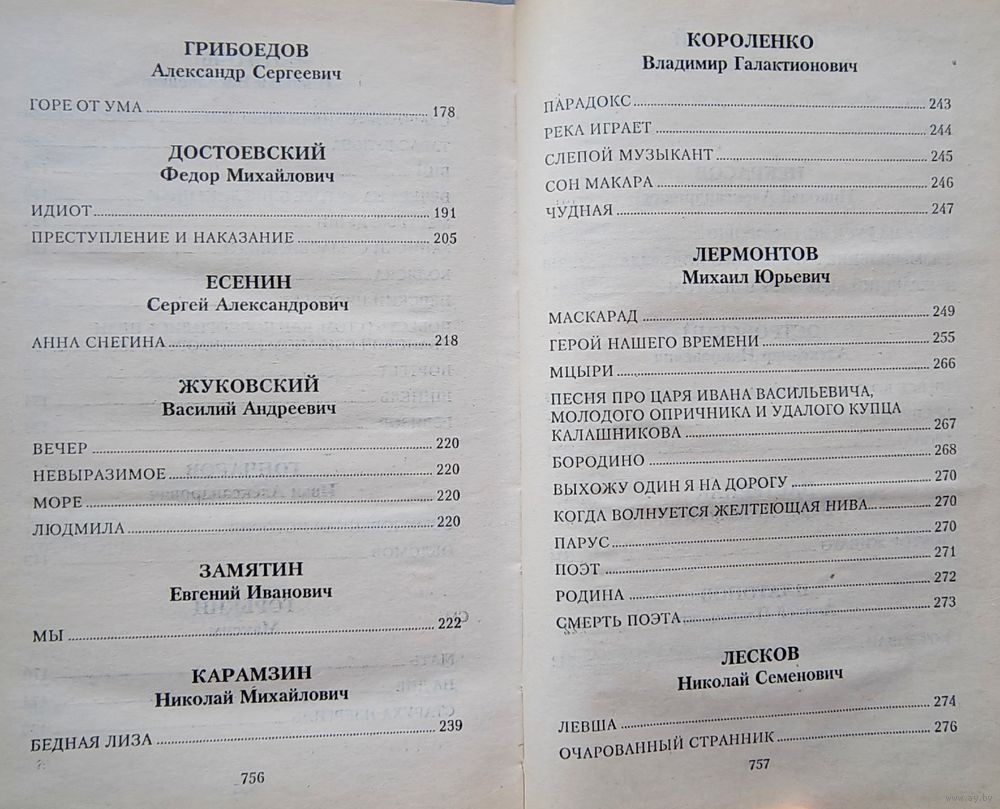 ГРИБОЕДОВ
Александр Сергеевич
ГОРЕ ОТ УМА 178
ДОСТОЕВСКИЙ
Федор Михайлович
ИДИОТ 191
ПРЕСТУПЛЕНИЕ И НАКАЗАНИЕ 205
ЕСЕНИН
Сергей Александрович
АННА СНЕГИНА 218
ЖУКОВСКИЙ
Василий Андреевич
ВЕЧЕР 220
НЕВЫРАЗИМОЕ 220
МОРЕ 220
ЛЮДМИЛА 220
ЗАМЯТИН
Евгений Иванович
МЫ 222
КАРАМЗИН
Николай Михайлович
БЕДНАЯ ЛИЗА 239
756
КОРОЛЕНКО
Владимир Галактионович
ПАРАДОКС 243
РЕКА ИГРАЕТ 244
СЛЕПОЙ МУЗЫКАНТ 245
СОН МАКАРА 246
ЧУДНАЯ 247
ЛЕРМОНТОВ
Михаил Юрьевич
МАСКАРАД 249
ГЕРОЙ НАШЕГО ВРЕМЕНИ 255
МЦЫРИ 266
ПЕСНЯ ПРО ЦАРЯ ИВАНА ВАСИЛЬЕВИЧА,
МОЛОДОГО ОПРИЧНИКА И УДАЛОГО КУПЦА
КАЛАШНИКОВА 267
БОРОДИНО 268
ВЫХОЖУ ОДИН Я НА ДОРОГУ 270
КОГДА ВОЛНУЕТСЯ ЖЕЛТЕЮЩАЯ НИВА 270
ПАРУС 270
ПОЭТ 271
РОДИНА 272
СМЕРТЬ ПОЭТА 273
ЛЕСКОВ
Николай Семенович
ЛЕВША 274
ОЧАРОВАННЫЙ СТРАННИК 276
757
www.ay.by